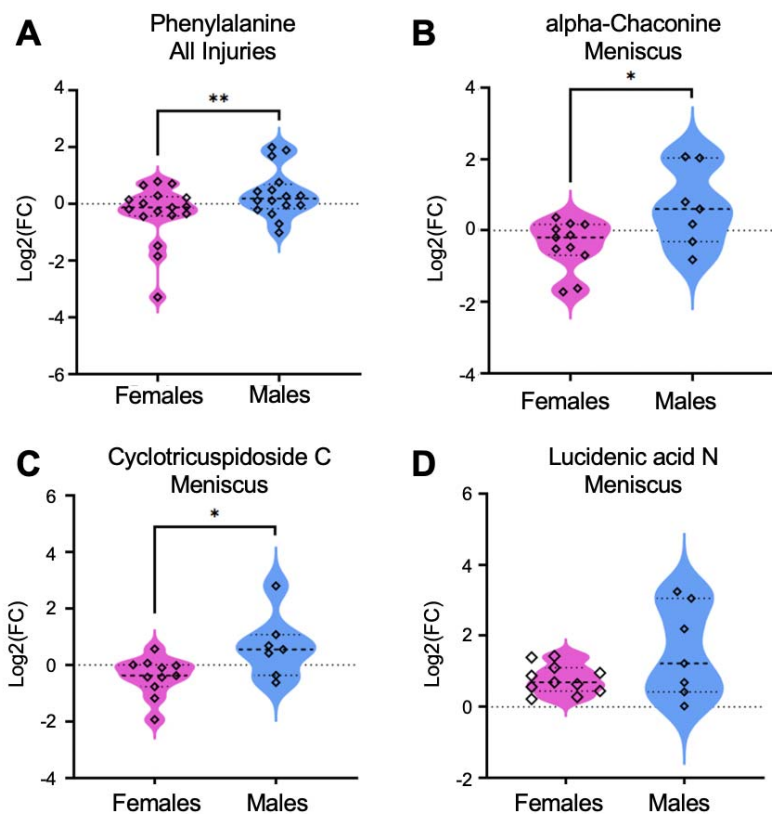 A
Phenylalanine
All Injuries
**
4
2
0
-2
-4
-6
Log2(FC)
Females
Males
B
alpha-Chaconine
Meniscus
*
4
2
0
-2
-4
Log2(FC)
Females
Males
C
Cyclotricuspidoside C
Meniscus
*
6
4
2
0
-2
-4
Log2(FC)
Females
Males
D
Lucidenic acid N
Meniscus
6
4
2
0
-2
Log2(FC)
Females
Males